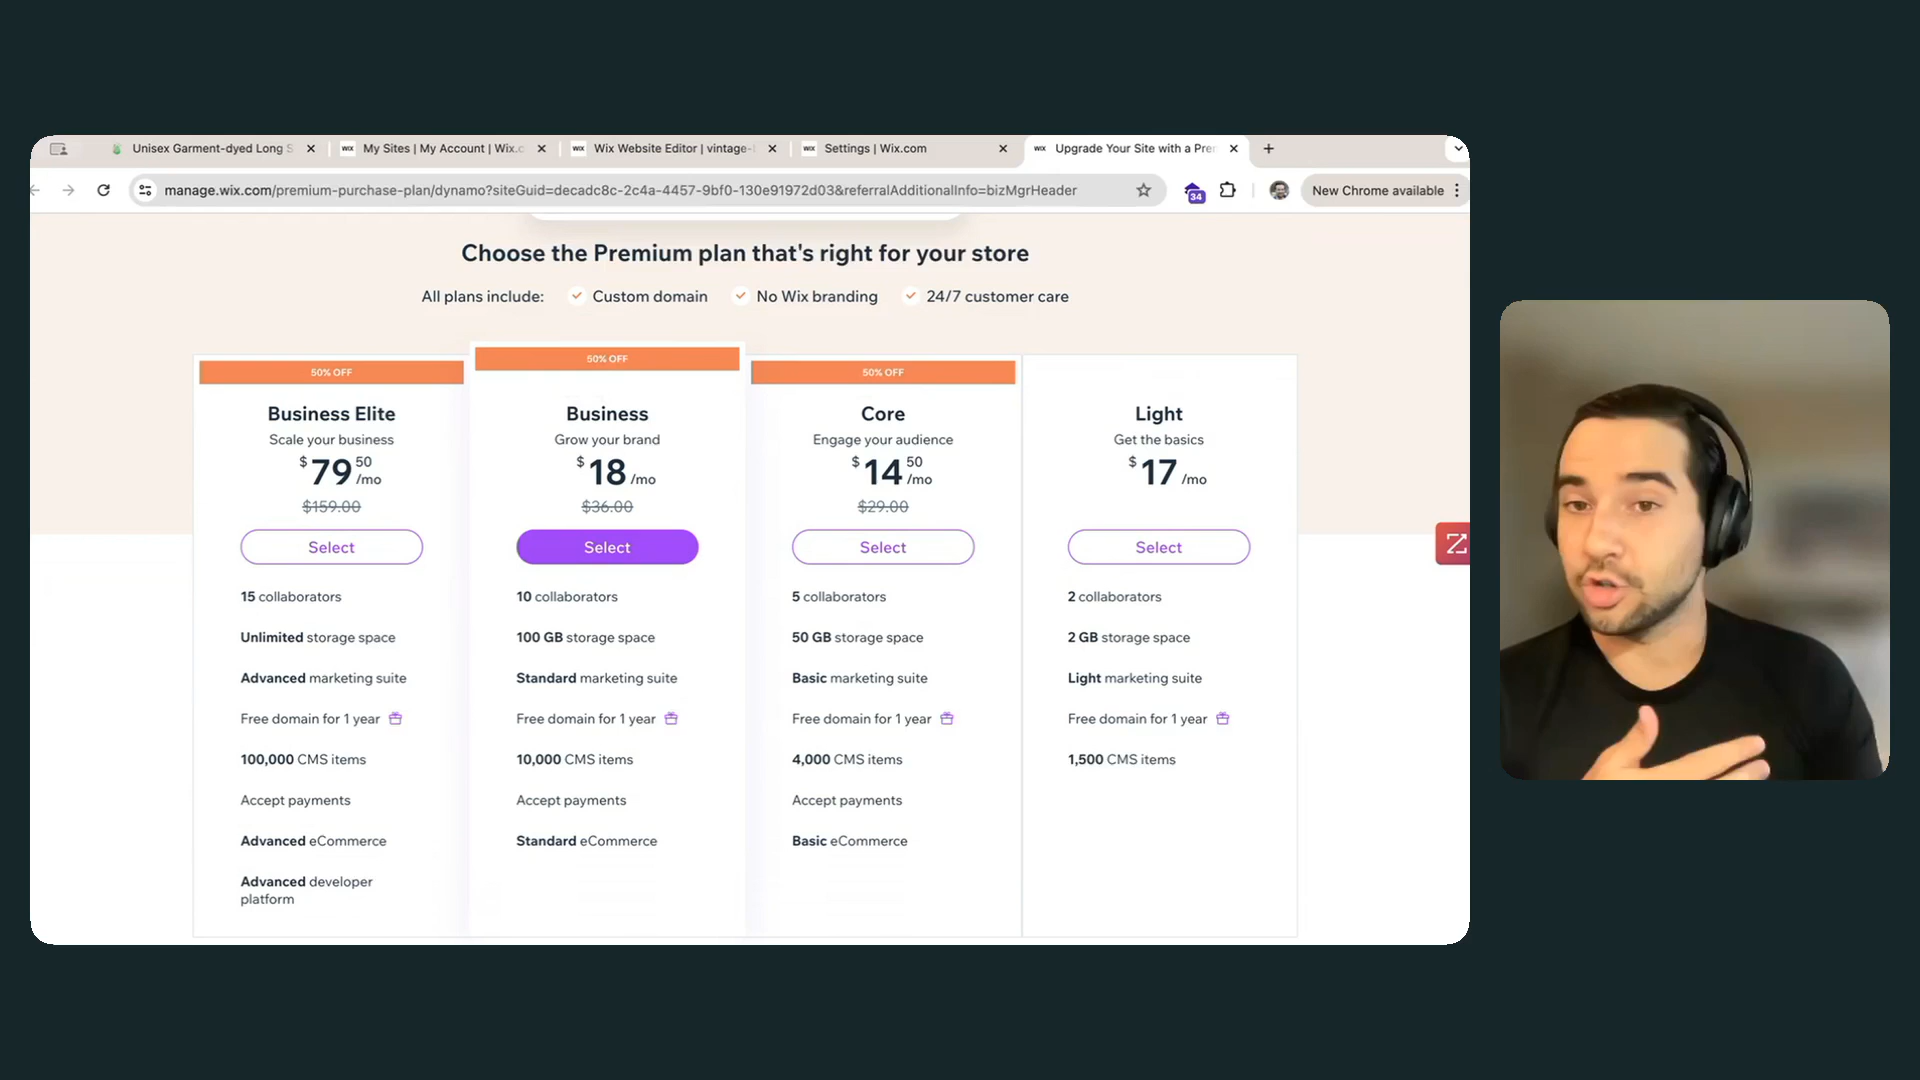 Unisex Garment-dyed Long S
WIX My Sites | My Account | Wix.c
WIX Wix Website Editor | vintage-
WIX Settings | Wix.com
WIX Upgrade Your Site with a Pre
manage.wix.com/premium-purchase-plan/dynamo?siteGuid=decadc8c-2c4a-4457-9bf0-130e91972d03&referralAdditionalInfo=bizMgrHeader
34
New Chrome available
Choose the Premium plan that's right for your store
All plans include: Custom domain No Wix branding 24/7 customer care
50% OFF
Business Elite
Scale your business
$79 50 /mo
$159.00
Select
15 collaborators
Unlimited storage space
Advanced marketing suite
Free domain for 1 year
100,000 CMS items
Accept payments
Advanced eCommerce
Advanced developer
platform
50% OFF
Business
Grow your brand
$18 /mo
$36.00
Select
10 collaborators
100 GB storage space
Standard marketing suite
Free domain for 1 year
10,000 CMS items
Accept payments
Standard eCommerce
50% OFF
Core
Engage your audience
$14 50 /mo
$29.00
Select
5 collaborators
50 GB storage space
Basic marketing suite
Free domain for 1 year
4,000 CMS items
Accept payments
Basic eCommerce
Light
Get the basics
$17 /mo
Select
2 collaborators
2 GB storage space
Light marketing suite
Free domain for 1 year
1,500 CMS items